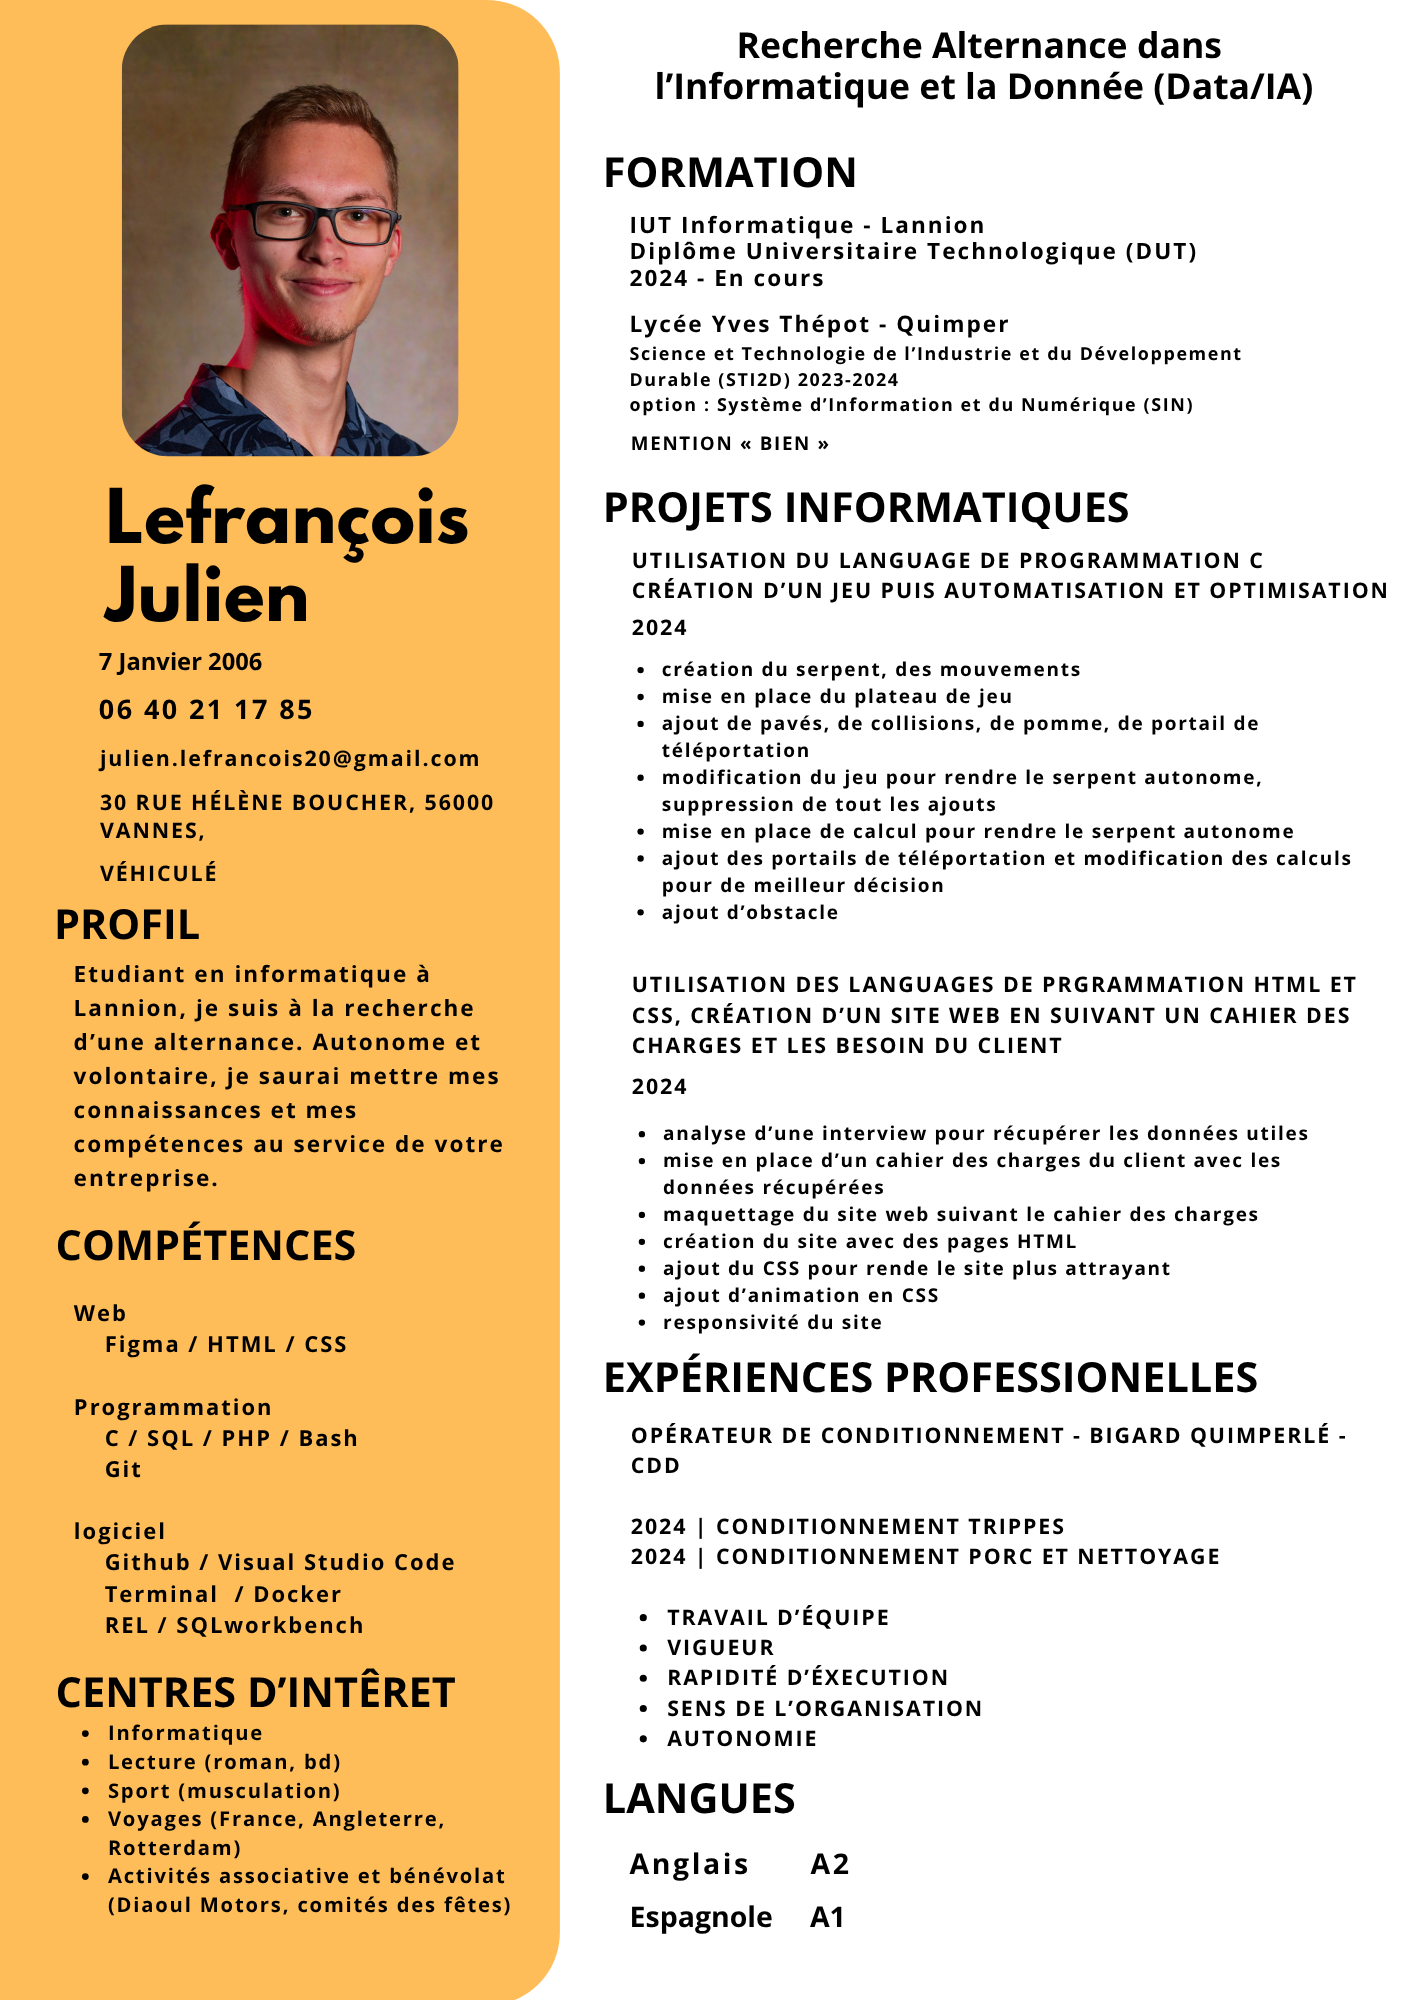 Lefrançois
Julien
7 Janvier 2006
06 40 21 17 85
julien.lefrancois20@gmail.com
30 RUE HÉLÈNE BOUCHER, 56000
VANNES,
VÉHICULÉ
PROFIL
Etudiant en informatique à
Lannion, je suis à la recherche
d’une alternance. Autonome et
volontaire, je saurai mettre mes
connaissances et mes
compétences au service de votre
entreprise.
COMPÉTENCES
Web
Figma / HTML / CSS
Programmation
C / SQL / PHP / Bash
Git
logiciel
Github / Visual Studio Code
Terminal / Docker
REL / SQLworkbench
CENTRES D’INTÊRET
• Informatique
• Lecture (roman, bd)
• Sport (musculation)
• Voyages (France, Angleterre,
Rotterdam)
• Activités associative et bénévolat
(Diaoul Motors, comités des fêtes)
Recherche Alternance dans
l’Informatique et la Donnée (Data/IA)
FORMATION
IUT Informatique - Lannion
Diplôme Universitaire Technologique (DUT)
2024 - En cours
Lycée Yves Thépot - Quimper
Science et Technologie de l’Industrie et du Développement
Durable (STI2D) 2023-2024
option : Système d’Information et du Numérique (SIN)
MENTION « BIEN »
PROJETS INFORMATIQUES
UTILISATION DU LANGUAGE DE PROGRAMMATION C
CRÉATION D’UN JEU PUIS AUTOMATISATION ET OPTIMISATION
2024
• création du serpent, des mouvements
• mise en place du plateau de jeu
• ajout de pavés, de collisions, de pomme, de portail de
téléportation
• modification du jeu pour rendre le serpent autonome,
suppression de tout les ajouts
• mise en place de calcul pour rendre le serpent autonome
• ajout des portails de téléportation et modification des calculs
pour de meilleur décision
• ajout d’obstacle
UTILISATION DES LANGUAGES DE PRGRAMMATION HTML ET
CSS, CRÉATION D’UN SITE WEB EN SUIVANT UN CAHIER DES
CHARGES ET LES BESOIN DU CLIENT
2024
• analyse d’une interview pour récupérer les données utiles
• mise en place d’un cahier des charges du client avec les
données récupérées
• maquettage du site web suivant le cahier des charges
• création du site avec des pages HTML
• ajout du CSS pour rende le site plus attrayant
• ajout d’animation en CSS
• responsivité du site
EXPÉRIENCES PROFESSIONELLES
OPÉRATEUR DE CONDITIONNEMENT - BIGARD QUIMPERLÉ -
CDD
2024 | CONDITIONNEMENT TRIPPES
2024 | CONDITIONNEMENT PORC ET NETTOYAGE
• TRAVAIL D’ÉQUIPE
• VIGUEUR
• RAPIDITÉ D’ÉXECUTION
• SENS DE L’ORGANISATION
• AUTONOMIE
LANGUES
Anglais A2
Espagnole A1